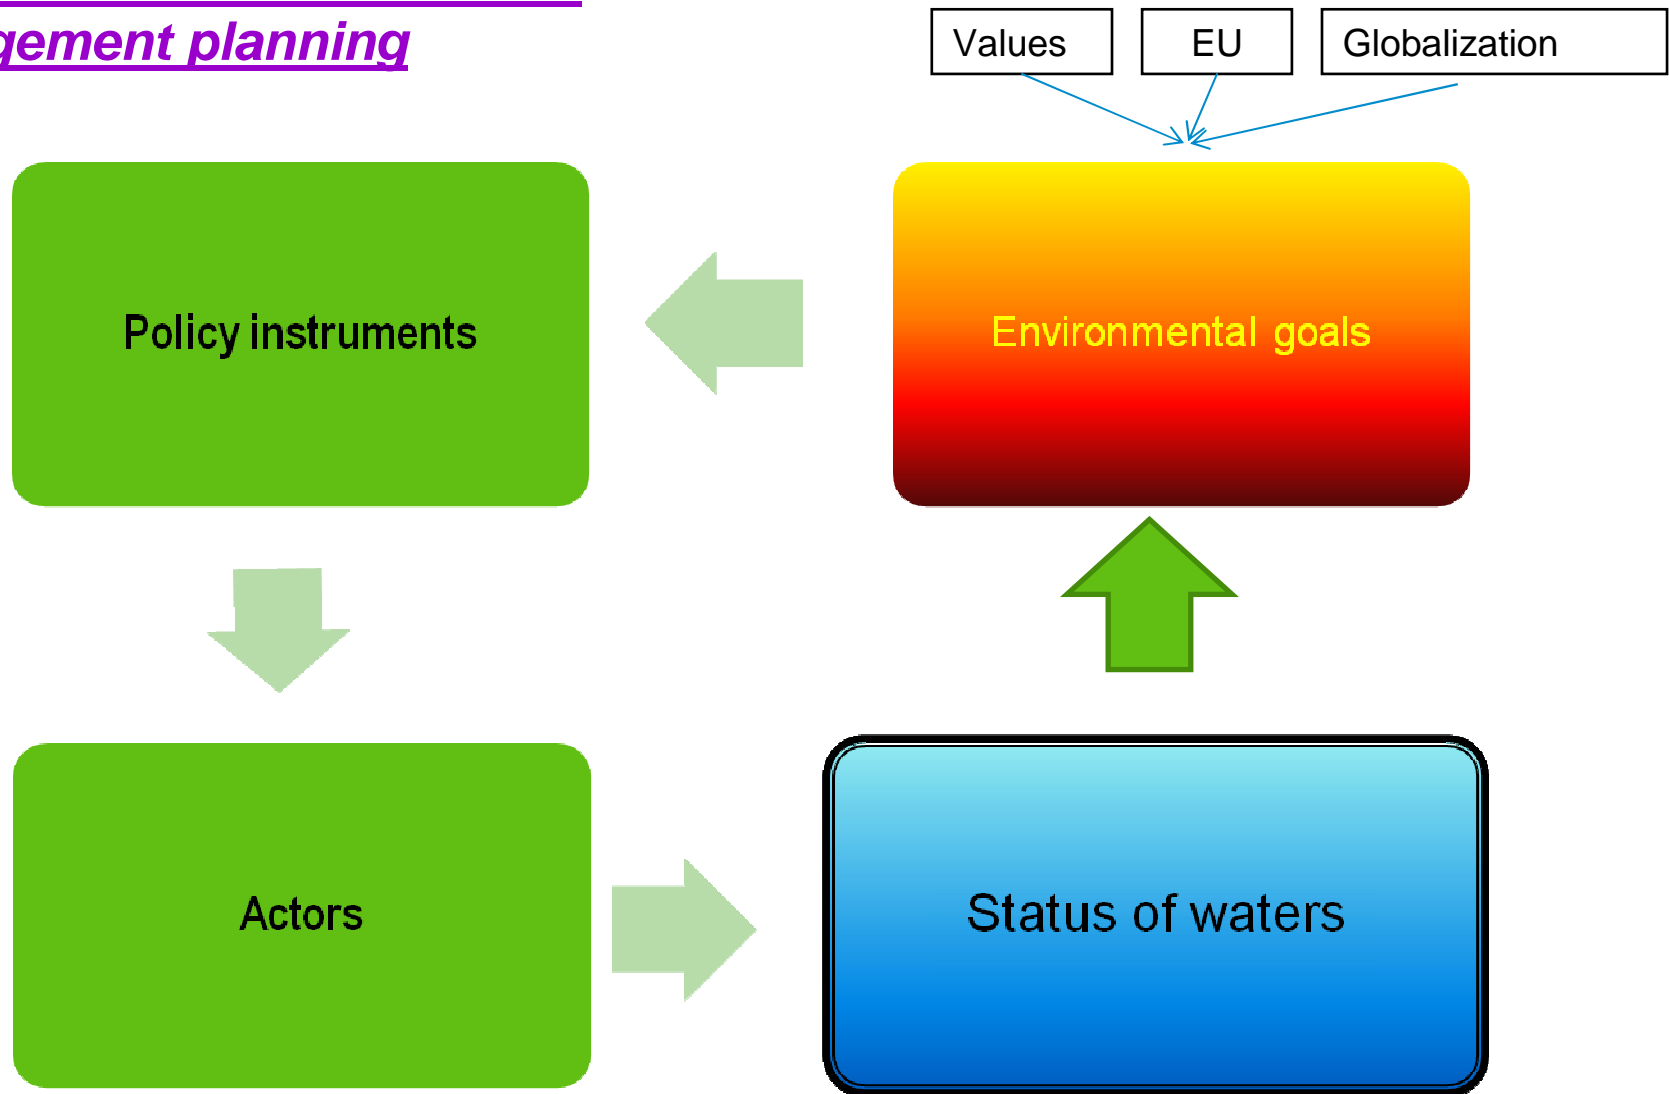 gement planning
Values
EU
Globalization
Policy instruments
Environmental goals
Actors
Status of waters